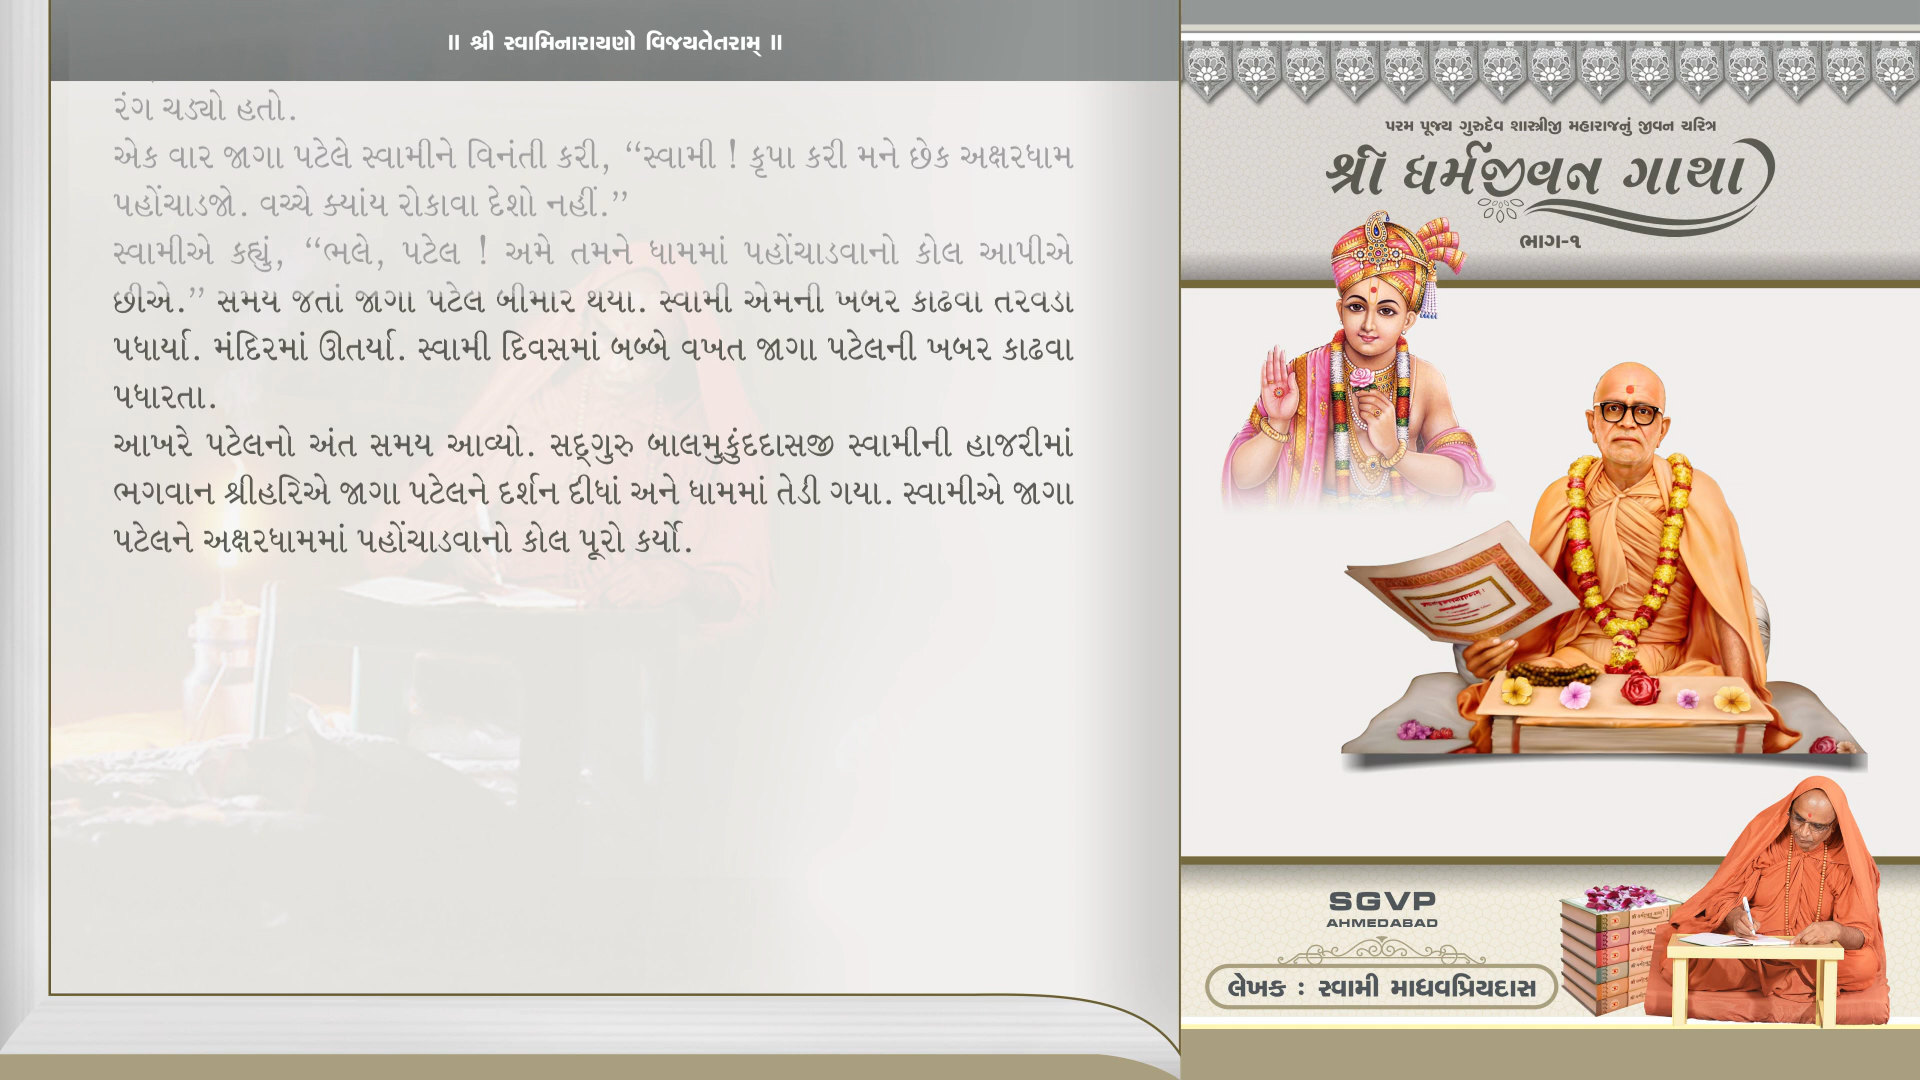 ॥ શ્રી સ્વામિનારાયણો વિજયતેતરામ્ ॥
રંગ ચડ્યો હતો.
એક વાર જાગા પટેલે સ્વામીને વિનંતી કરી, “સ્વામી ! કૃપા કરી મને છેક અક્ષરધામ
પહોંચાડજો. વચ્ચે ક્યાંય રોકાવા દેશો નહીં.”
સ્વામીએ કહ્યું, “ભલે, પટેલ ! અમે તમને ધામમાં પહોંચાડવાનો કોલ આપીએ
છીએ.” સમય જતાં જાગા પટેલ બીમાર થયા. સ્વામી એમની ખબર કાઢવા તરવડા
પધાર્યા. મંદિરમાં ઊતર્યા. સ્વામી દિવસમાં બબ્બે વખત જાગા પટેલની ખબર કાઢવા
પધારતા.
આખરે પટેલનો અંત સમય આવ્યો. સદ્ગુરુ બાલમુકુંદદાસજી સ્વામીની હાજરીમાં
ભગવાન શ્રીહરિએ જાગા પટેલને દર્શન દીધાં અને ધામમાં તેડી ગયા. સ્વામીએ જાગા
પટેલને અક્ષરધામમાં પહોંચાડવાનો કોલ પૂરો કર્યો.
પરમ પૂજ્ય ગુરુદેવ શાસ્ત્રીજી મહારાજનું જીવન ચરિત્ર
શ્રી ધર્મજીવન ગાથા
ભાગ-૧
SGVP
AHMEDABAD
લેખક : સ્વામી માધવપ્રિયદાસ